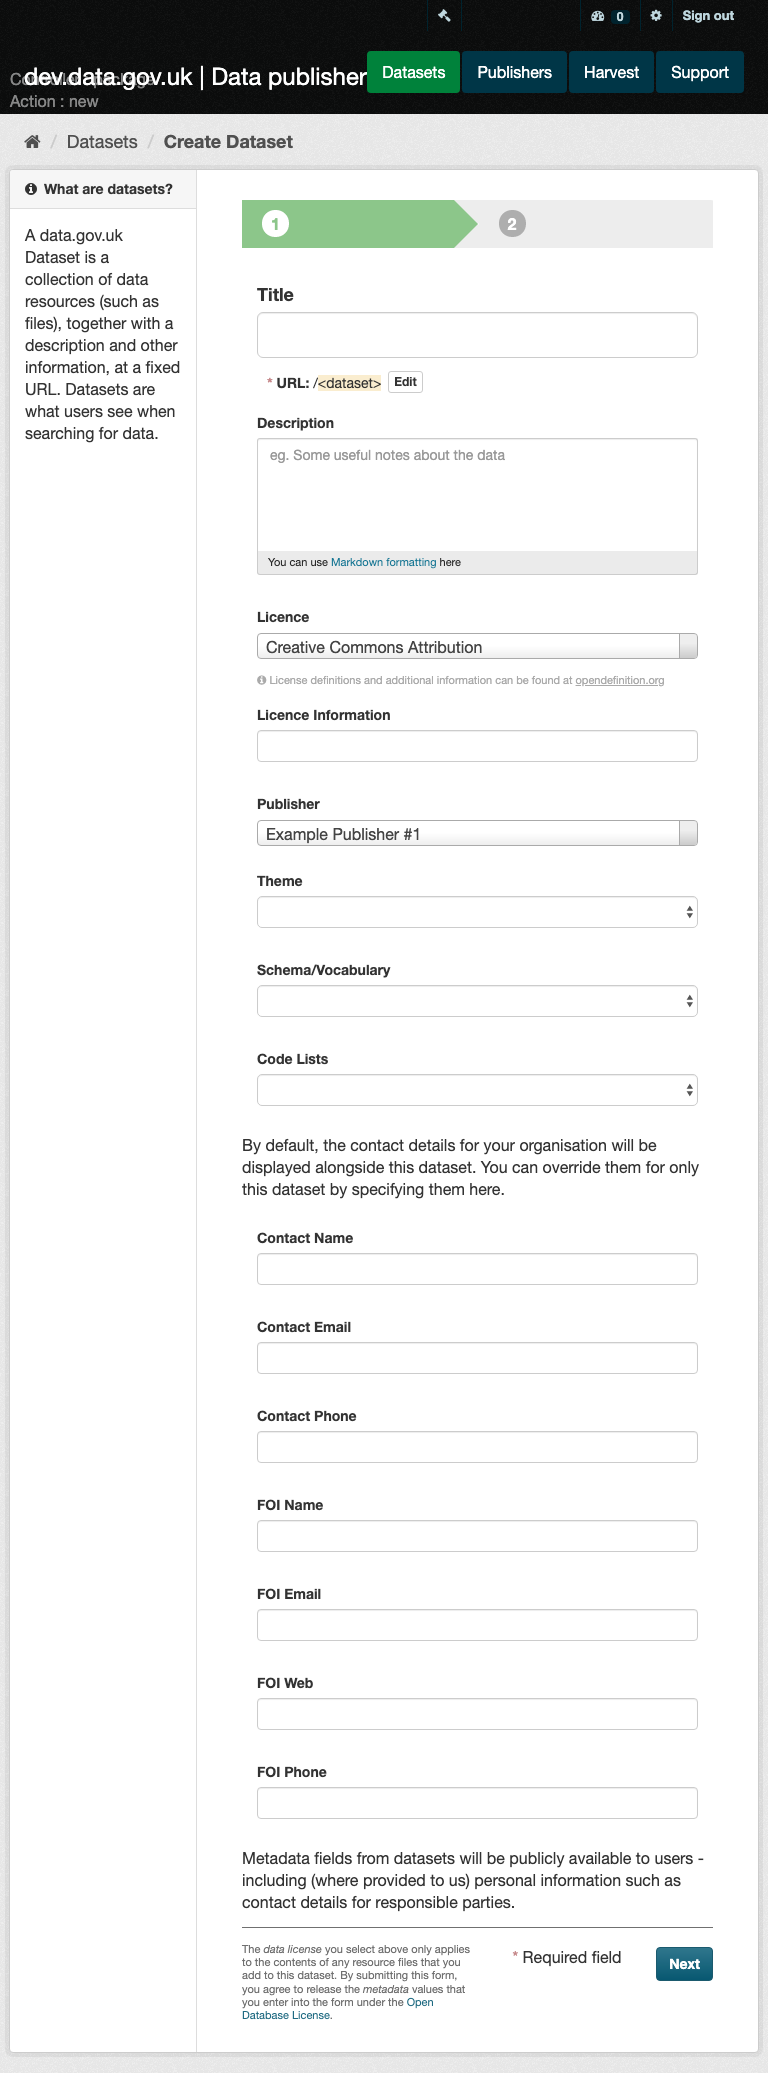 0
Sign out
dev.data.gov.uk | Data publisher
Datasets
Publishers
Harvest
Support
Action : new
/ Datasets / Create Dataset
What are datasets?
A data.gov.uk
Dataset is a
collection of data
resources (such as
files), together with a
description and other
information, at a fixed
URL. Datasets are
what users see when
searching for data.
1
2
Title
* URL: /<dataset> Edit
Description
eg. Some useful notes about the data
You can use Markdown formatting here
Licence
Creative Commons Attribution
License definitions and additional information can be found at opendefinition.org
Licence Information
Publisher
Example Publisher #1
Theme
Schema/Vocabulary
Code Lists
By default, the contact details for your organisation will be
displayed alongside this dataset. You can override them for only
this dataset by specifying them here.
Contact Name
Contact Email
Contact Phone
FOI Name
FOI Email
FOI Web
FOI Phone
Metadata fields from datasets will be publicly available to users -
including (where provided to us) personal information such as
contact details for responsible parties.
The data license you select above only applies
to the contents of any resource files that you
add to this dataset. By submitting this form,
you agree to release the metadata values that
you enter into the form under the Open
Database License.
* Required field
Next